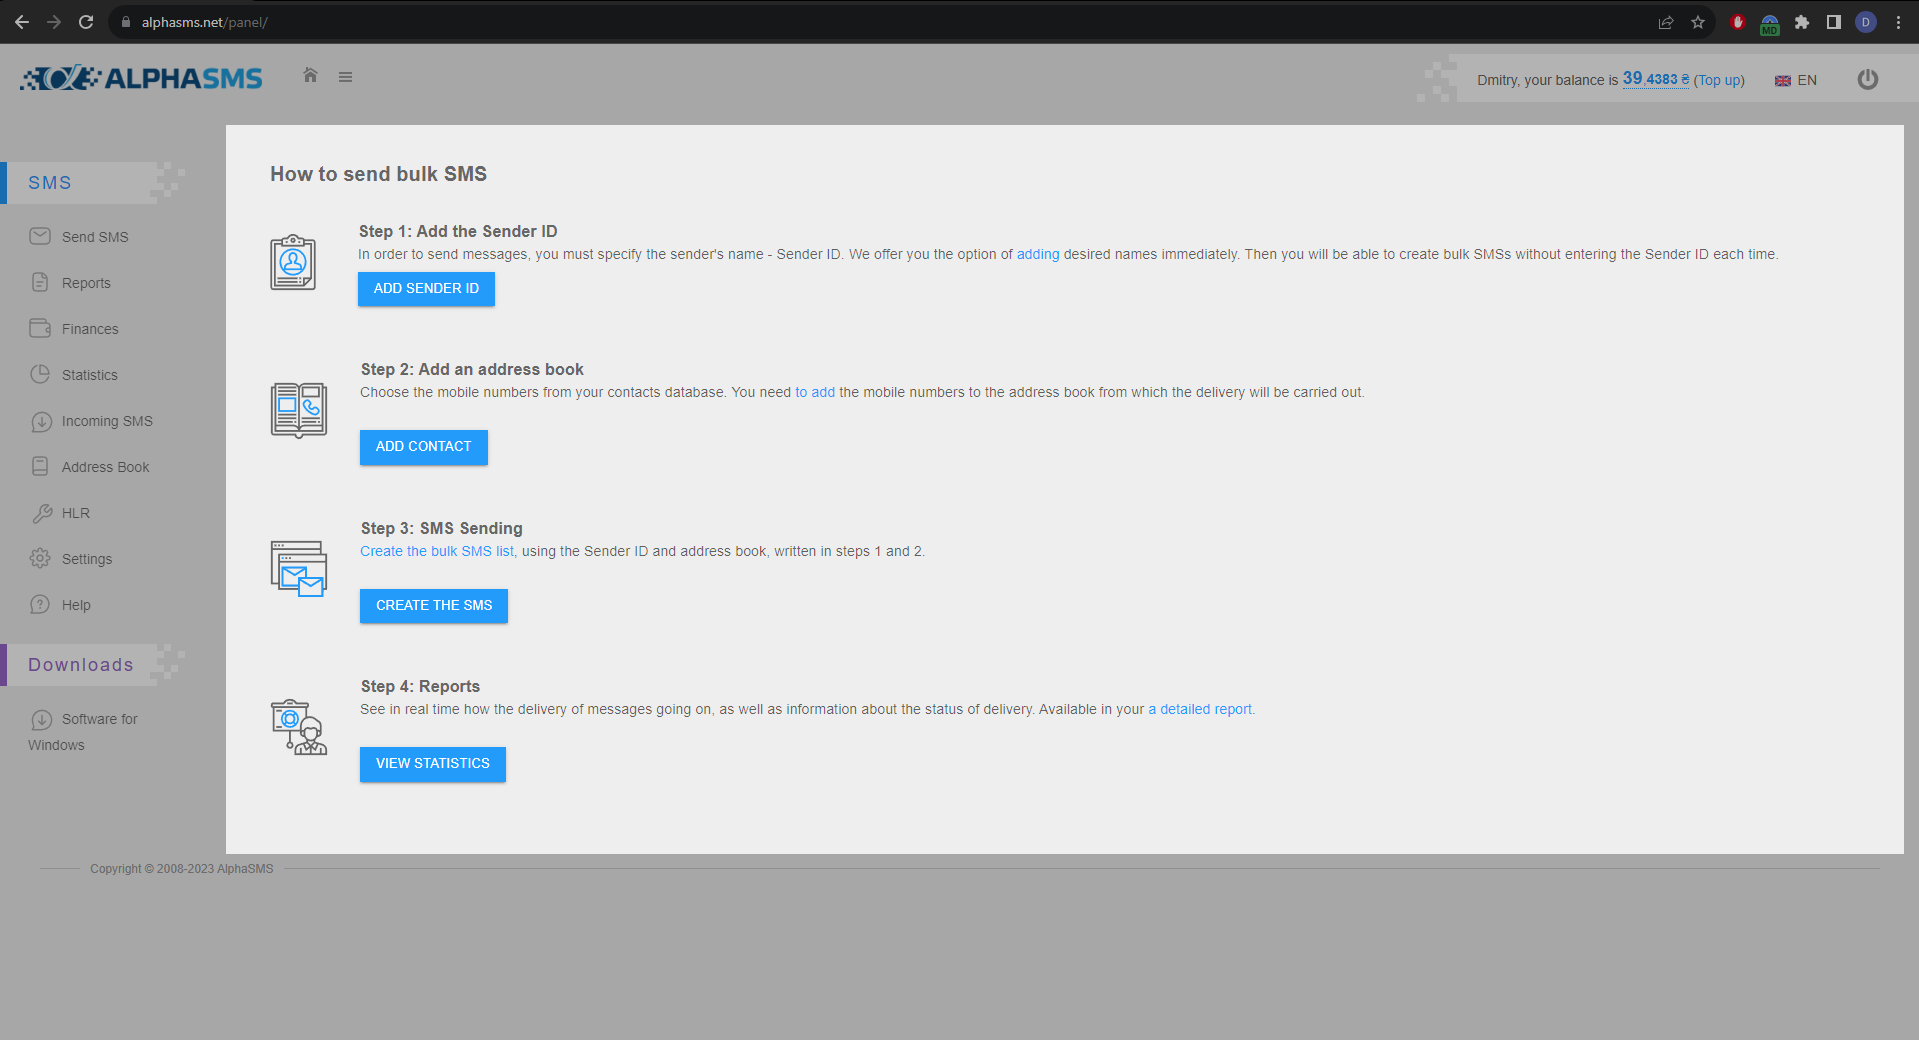 alphasms.net/panel/
MD
D
ALPHASMS
Dmitry, your balance is 39,4383 ₴ (Top up)
EN
SMS
Send SMS
Reports
Finances
Statistics
Incoming SMS
Address Book
HLR
Settings
Help
Downloads
Software for
Windows
How to send bulk SMS
Step 1: Add the Sender ID
In order to send messages, you must specify the sender's name - Sender ID. We offer you the option of adding desired names immediately. Then you will be able to create bulk SMSs without entering the Sender ID each time.
ADD SENDER ID
Step 2: Add an address book
Choose the mobile numbers from your contacts database. You need to add the mobile numbers to the address book from which the delivery will be carried out.
ADD CONTACT
Step 3: SMS Sending
Create the bulk SMS list, using the Sender ID and address book, written in steps 1 and 2.
CREATE THE SMS
Step 4: Reports
See in real time how the delivery of messages going on, as well as information about the status of delivery. Available in your a detailed report.
VIEW STATISTICS
Copyright © 2008-2023 AlphaSMS